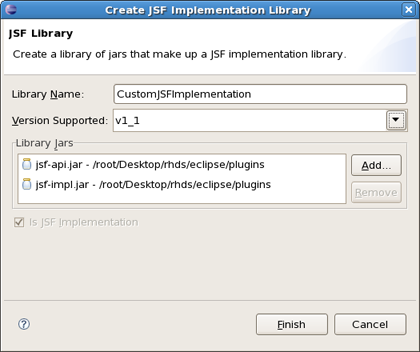 Create JSF Implementation Library
JSF Library
Create a library of jars that make up a JSF implementation library.
Library Name: CustomJSFImplementation
Version Supported: v1_1
Library Jars
jsf-api.jar - /root/Desktop/rhds/eclipse/plugins
Add...
jsf-impl.jar - /root/Desktop/rhds/eclipse/plugins
Remove
Is JSF Implementation
? Finish Cancel